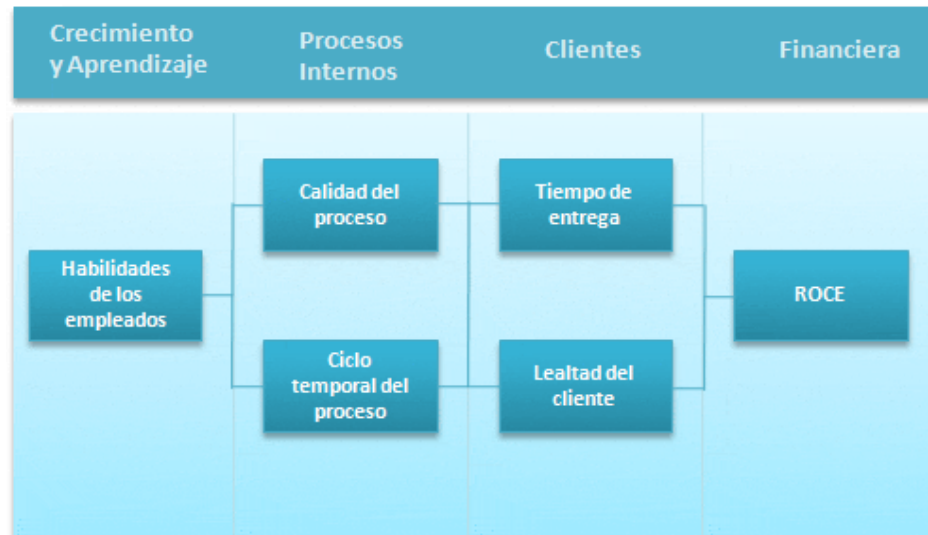 Crecimiento
y Aprendizaje
Procesos
Internos
Clientes
Financiera
Habilidades
de los
empleados
Calidad del
proceso
Ciclo
temporal del
proceso
Tiempo de
entrega
Lealtad del
cliente
ROCE